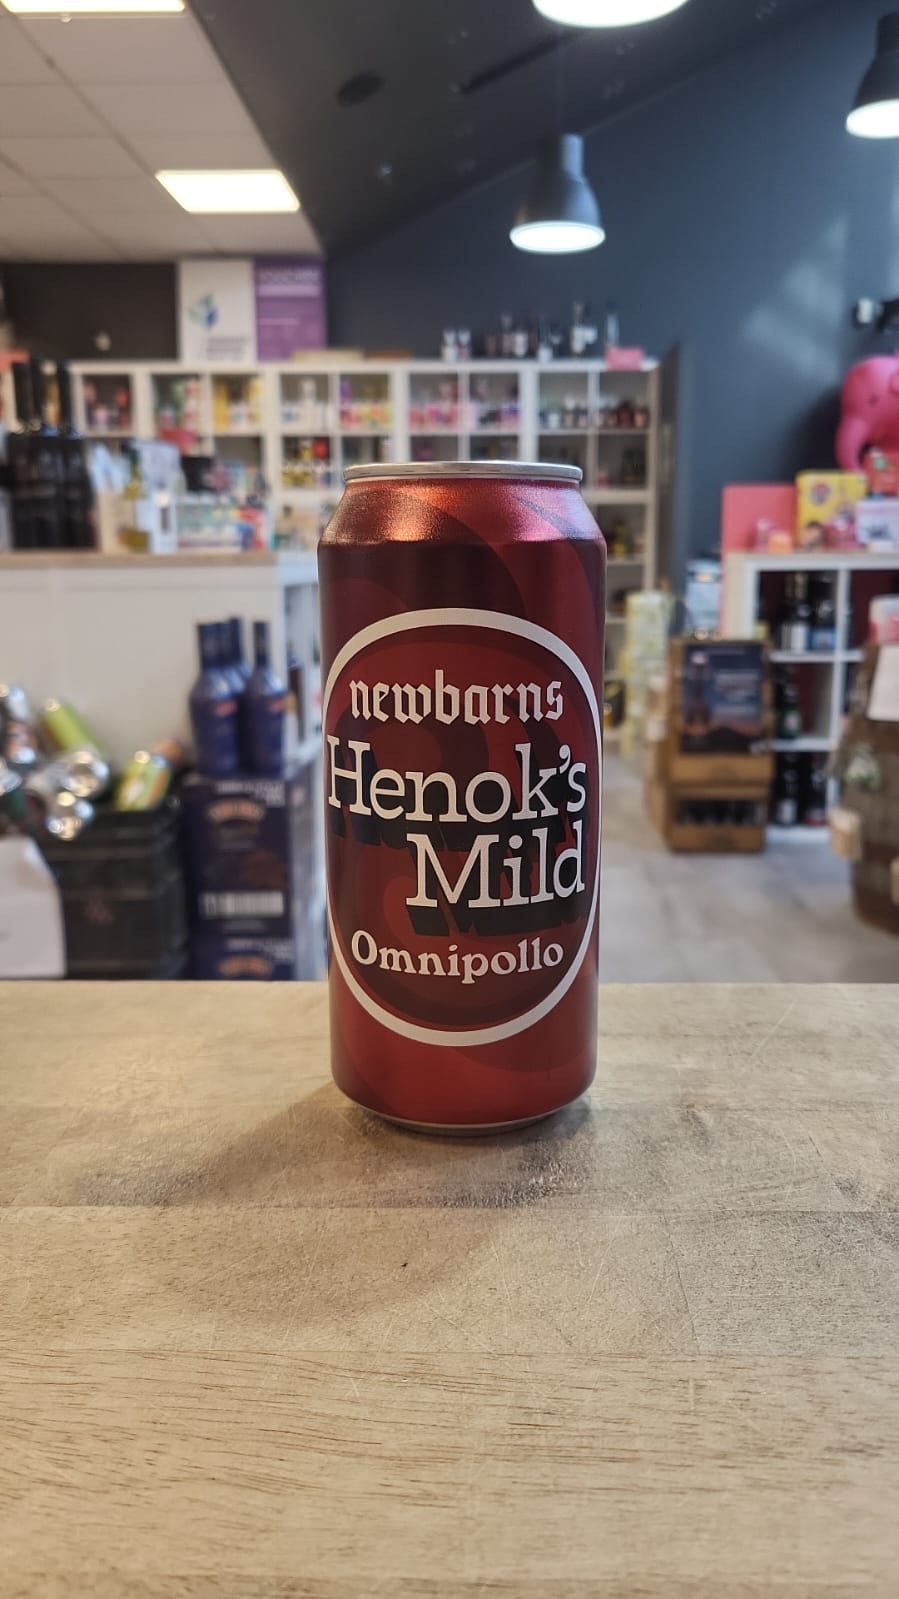 newbarns
Henok's
Mild
Omnipollo